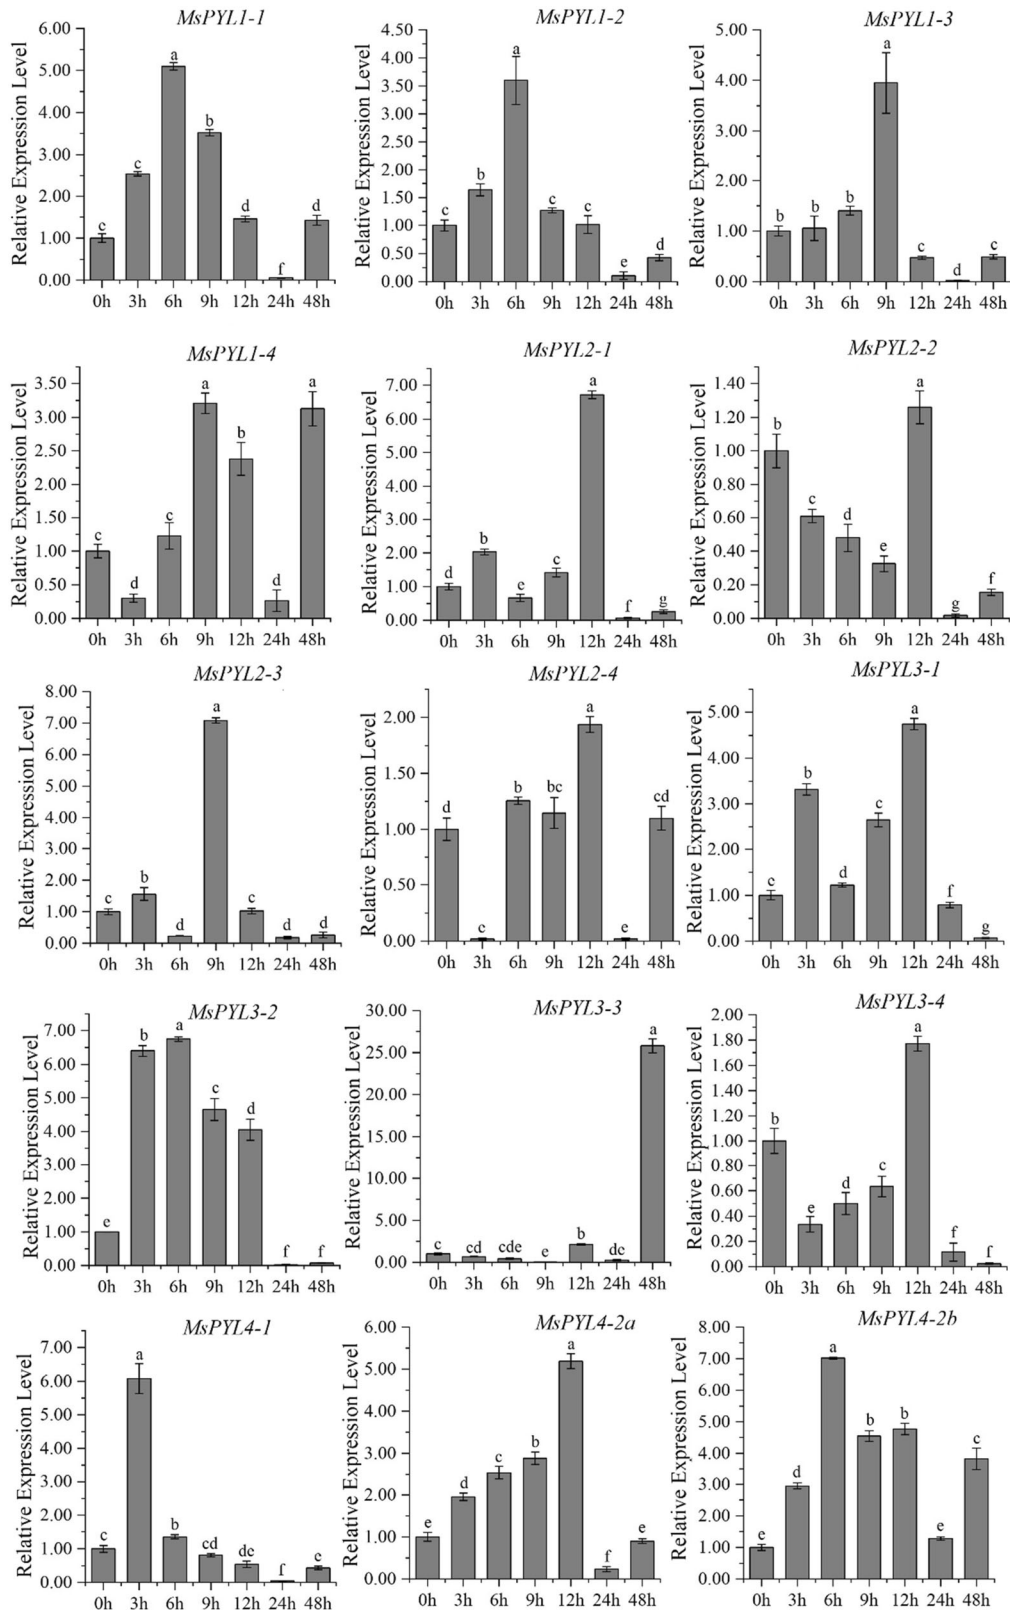 MsPYL1-1
Relative Expression Level
6.00
5.00
4.00
3.00
2.00
1.00
0.00
c c a b d f d
0h 3h 6h 9h 12h 24h 48h
MsPYL1-2
Relative Expression Level
4.50
3.75
3.00
2.25
1.50
0.75
0.00
c b a c c e d
0h 3h 6h 9h 12h 24h 48h
MsPYL1-3
Relative Expression Level
5.00
4.00
3.00
2.00
1.00
0.00
b b b a c d c
0h 3h 6h 9h 12h 24h 48h
MsPYL1-4
Relative Expression Level
3.50
3.00
2.50
2.00
1.50
1.00
0.50
0.00
c d c a b d a
0h 3h 6h 9h 12h 24h 48h
MsPYL2-1
Relative Expression Level
7.00
6.00
5.00
4.00
3.00
2.00
1.00
0.00
d b e c a f g
0h 3h 6h 9h 12h 24h 48h
MsPYL2-2
Relative Expression Level
1.40
1.20
1.00
0.80
0.60
0.40
0.20
0.00
b c d e a g f
0h 3h 6h 9h 12h 24h 48h
MsPYL2-3
Relative Expression Level
8.00
7.00
6.00
5.00
4.00
3.00
2.00
1.00
0.00
c b d a c d d
0h 3h 6h 9h 12h 24h 48h
MsPYL2-4
Relative Expression Level
2.00
1.50
1.00
0.50
0.00
d c b bc a e cd
0h 3h 6h 9h 12h 24h 48h
MsPYL3-1
Relative Expression Level
5.00
4.00
3.00
2.00
1.00
0.00
c b d c a f g
0h 3h 6h 9h 12h 24h 48h
MsPYL3-2
Relative Expression Level
7.00
6.00
5.00
4.00
3.00
2.00
1.00
0.00
e b a c d f f
0h 3h 6h 9h 12h 24h 48h
MsPYL3-3
Relative Expression Level
30.00
25.00
20.00
15.00
10.00
5.00
0.00
c cd cde e b dc a
0h 3h 6h 9h 12h 24h 48h
MsPYL3-4
Relative Expression Level
2.00
1.80
1.60
1.40
1.20
1.00
0.80
0.60
0.40
0.20
0.00
b e d c a f f
0h 3h 6h 9h 12h 24h 48h
MsPYL4-1
Relative Expression Level
7.00
6.00
5.00
4.00
3.00
2.00
1.00
0.00
c a b cd dc f e
0h 3h 6h 9h 12h 24h 48h
MsPYL4-2a
Relative Expression Level
6.00
5.00
4.00
3.00
2.00
1.00
0.00
e d c b a f e
0h 3h 6h 9h 12h 24h 48h
MsPYL4-2b
Relative Expression Level
8.00
7.00
6.00
5.00
4.00
3.00
2.00
1.00
0.00
e d a b b e c
0h 3h 6h 9h 12h 24h 48h